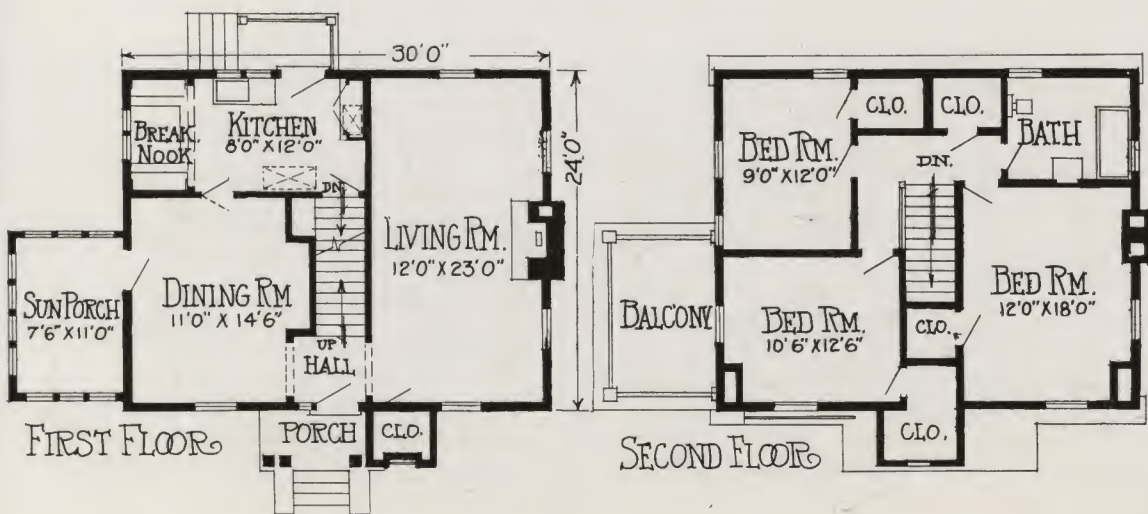 30'0"
24'0"
BREAK.
NOOK
KITCHEN
8'0" X 12'0"
DN.
LIVING RM.
12'0" X 23'0"
SUN PORCH
7'6" X 11'0"
DINING RM
11'0" X 14'6"
UP
HALL
PORCH
CLO.
FIRST FLOOR
BED RM.
9'0" X 12'0"
CLO.
CLO.
BATH
DN.
BALCONY
BED RM.
10'6" X 12'6"
CLO.
BED RM.
12'0" X 18'0"
CLO.
SECOND FLOOR